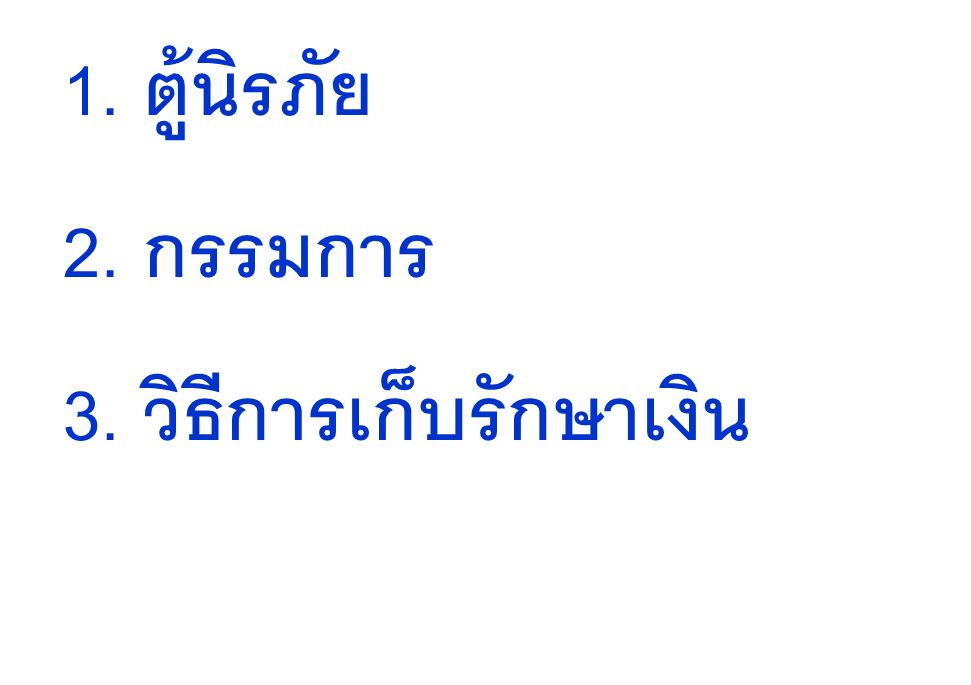 1. ตู้นิรภัย
2. กรรมการ
3. วิธีการเก็บรักษาเงิน